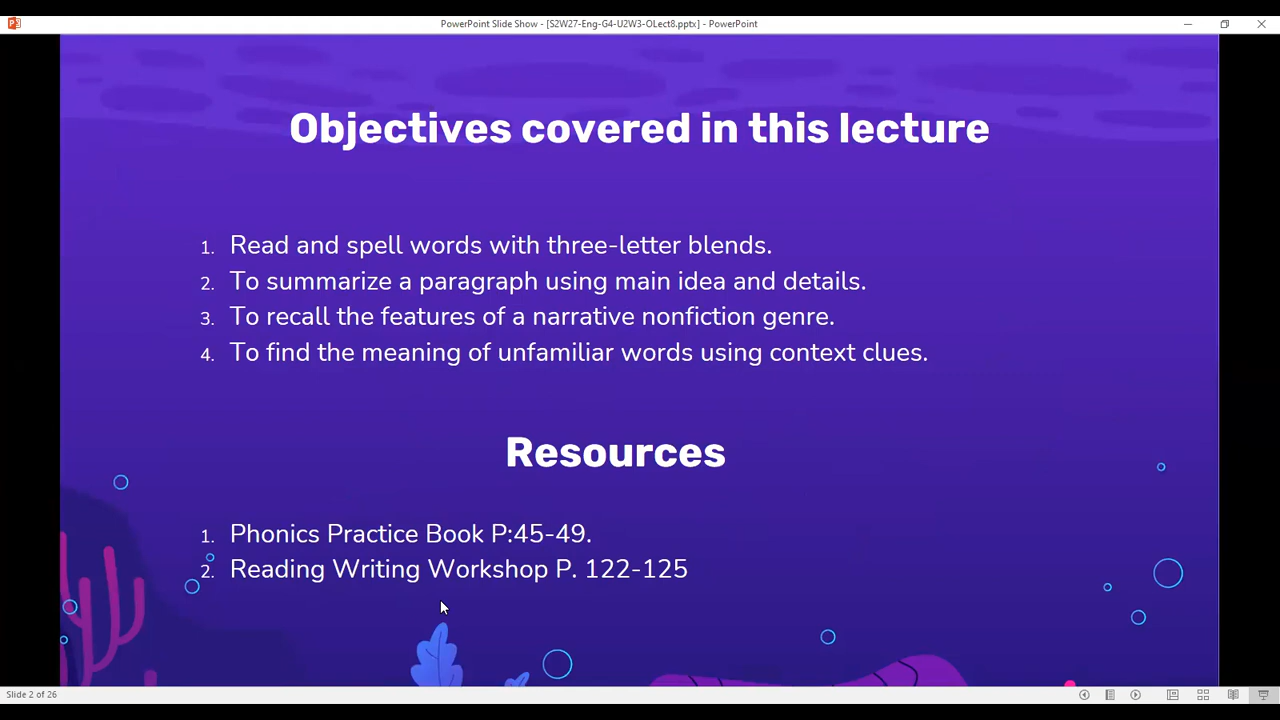 PowerPoint Slide Show - [S2W27-Eng-G4-U2W3-OLect8.pptx] - PowerPoint
Objectives covered in this lecture
1. Read and spell words with three-letter blends.
2. To summarize a paragraph using main idea and details.
3. To recall the features of a narrative nonfiction genre.
4. To find the meaning of unfamiliar words using context clues.
Resources
1. Phonics Practice Book P:45-49.
2. Reading Writing Workshop P. 122-125
Slide 2 of 26